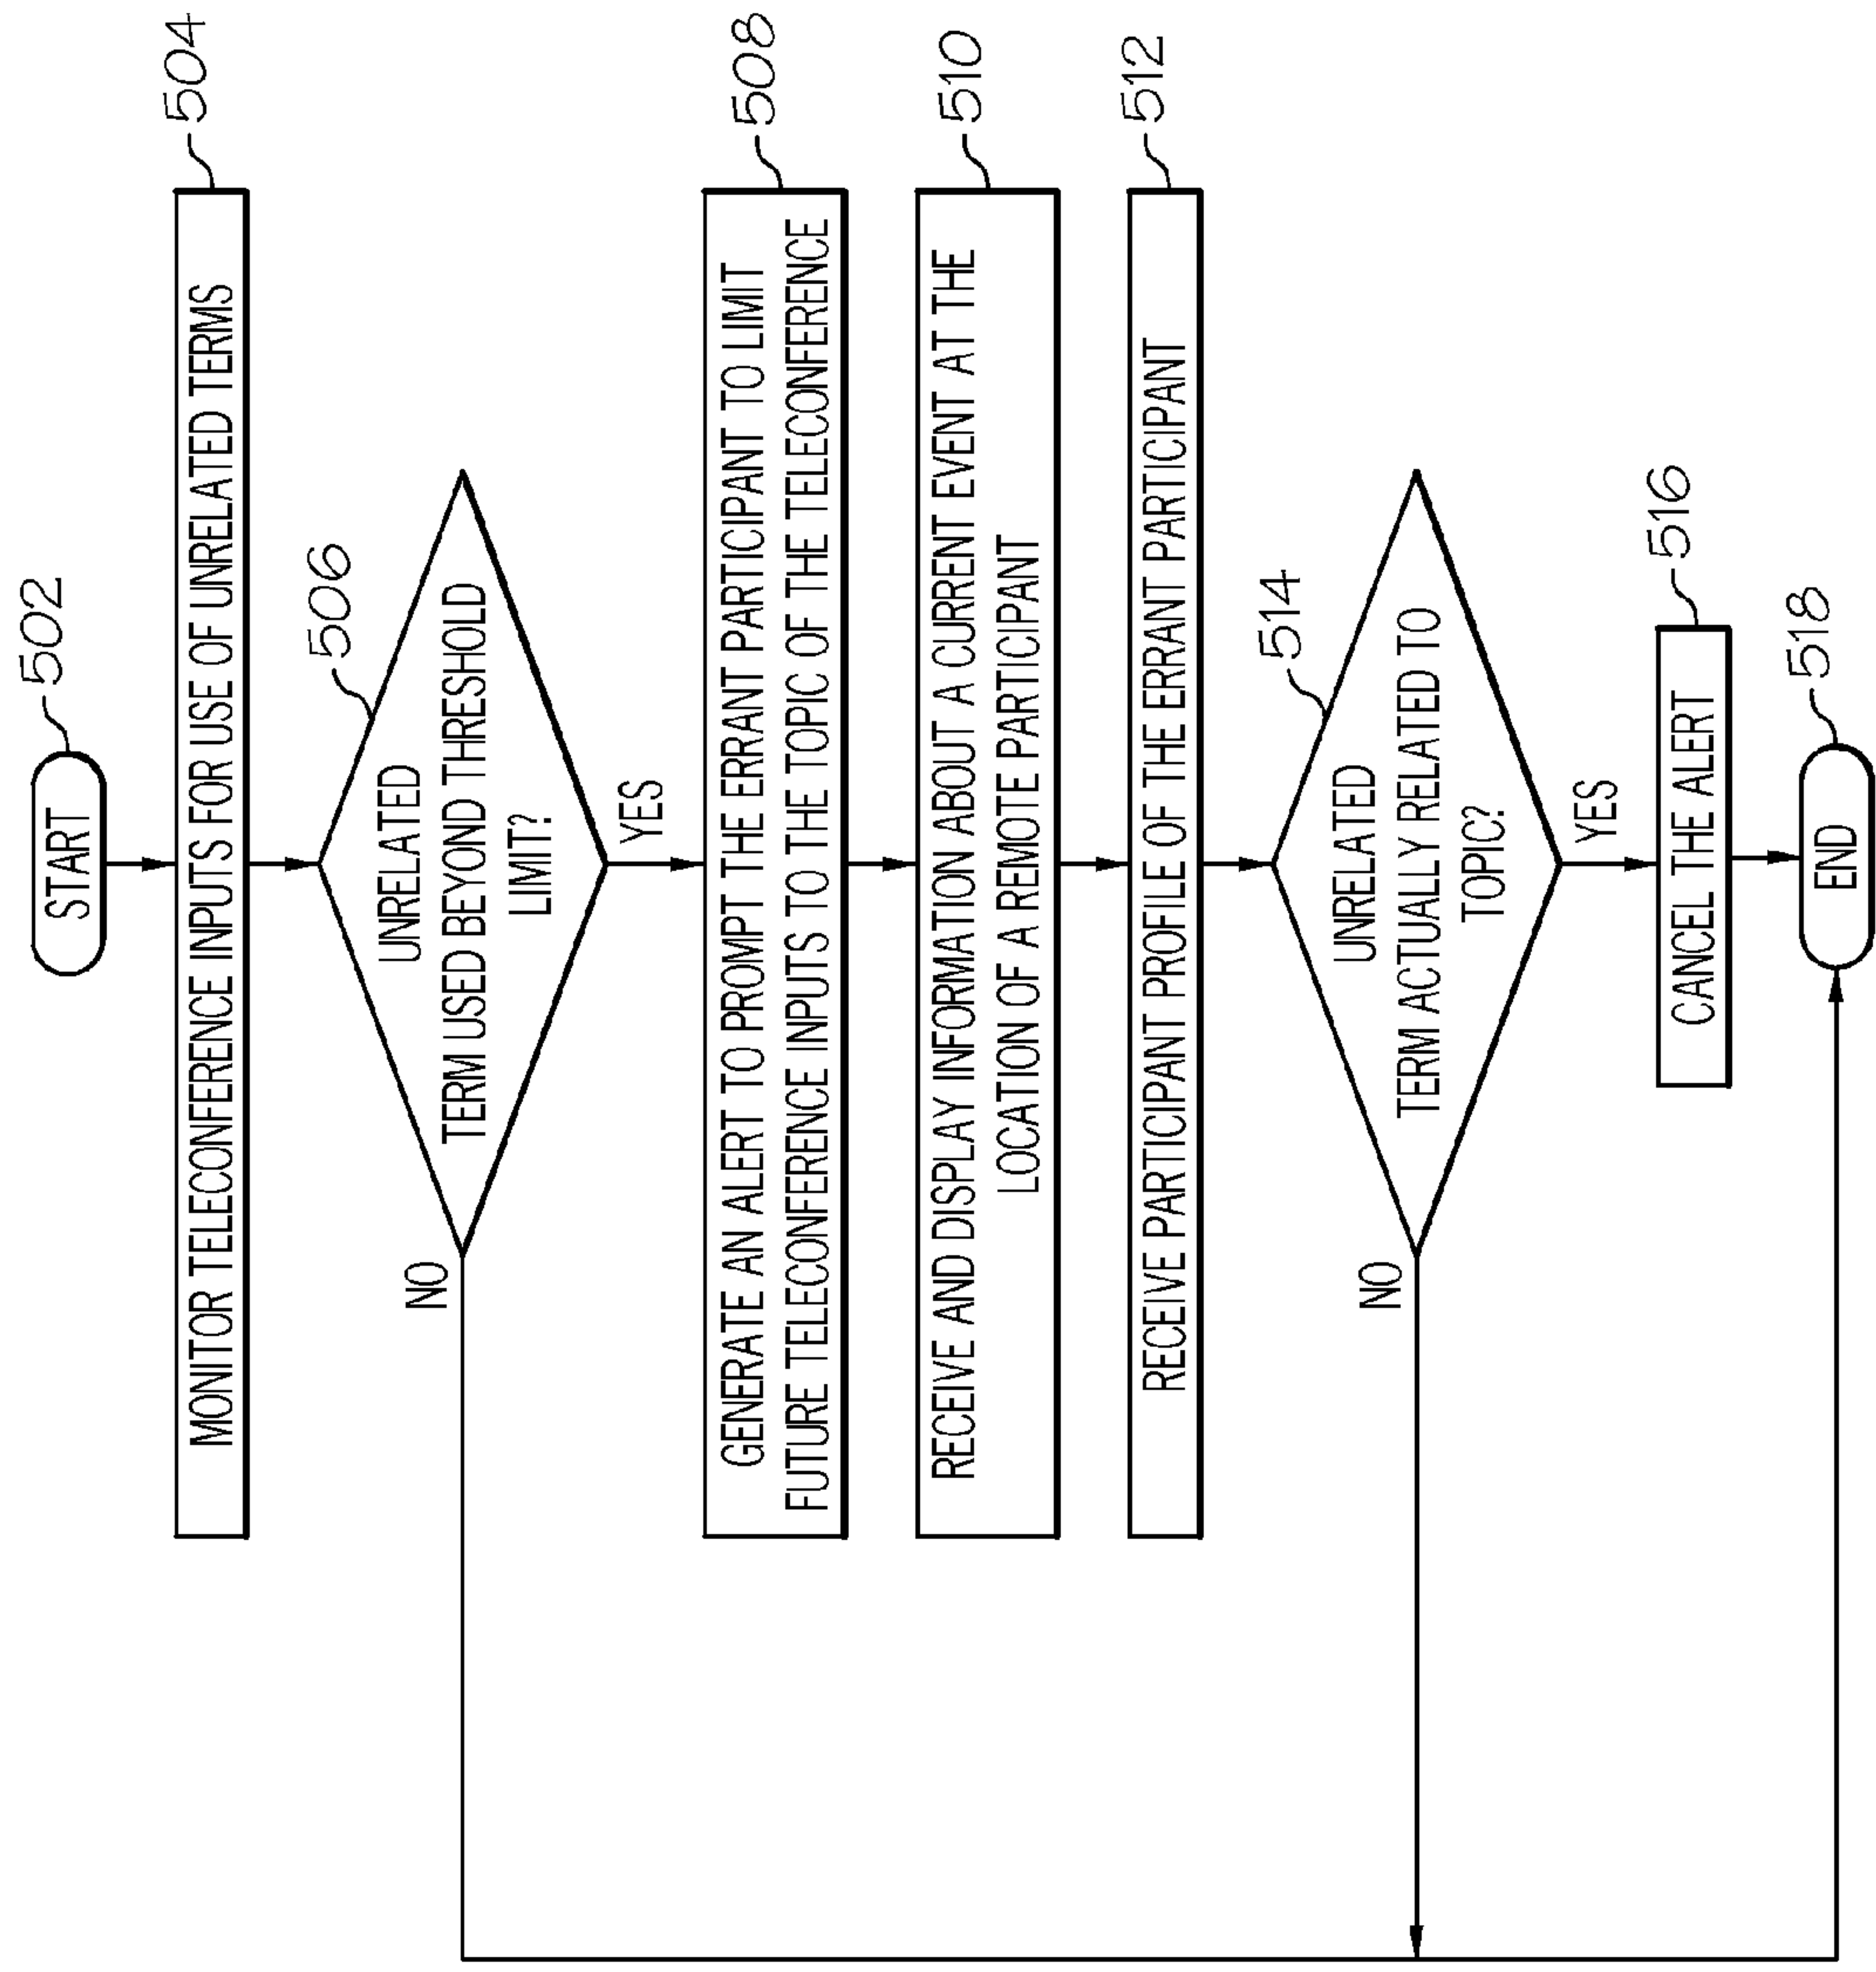 START
502
MONITOR TELECONFERENCE INPUTS FOR USE OF UNRELATED TERMS
504
UNRELATED
TERM USED BEYOND THRESHOLD
LIMIT?
506
NO
YES
GENERATE AN ALERT TO PROMPT THE ERRANT PARTICIPANT TO LIMIT
FUTURE TELECONFERENCE INPUTS TO THE TOPIC OF THE TELECONFERENCE
508
RECEIVE AND DISPLAY INFORMATION ABOUT A CURRENT EVENT AT THE
LOCATION OF A REMOTE PARTICIPANT
510
RECEIVE PARTICIPANT PROFILE OF THE ERRANT PARTICIPANT
512
UNRELATED
TERM ACTUALLY RELATED TO
TOPIC?
514
NO
YES
CANCEL THE ALERT
516
END
518